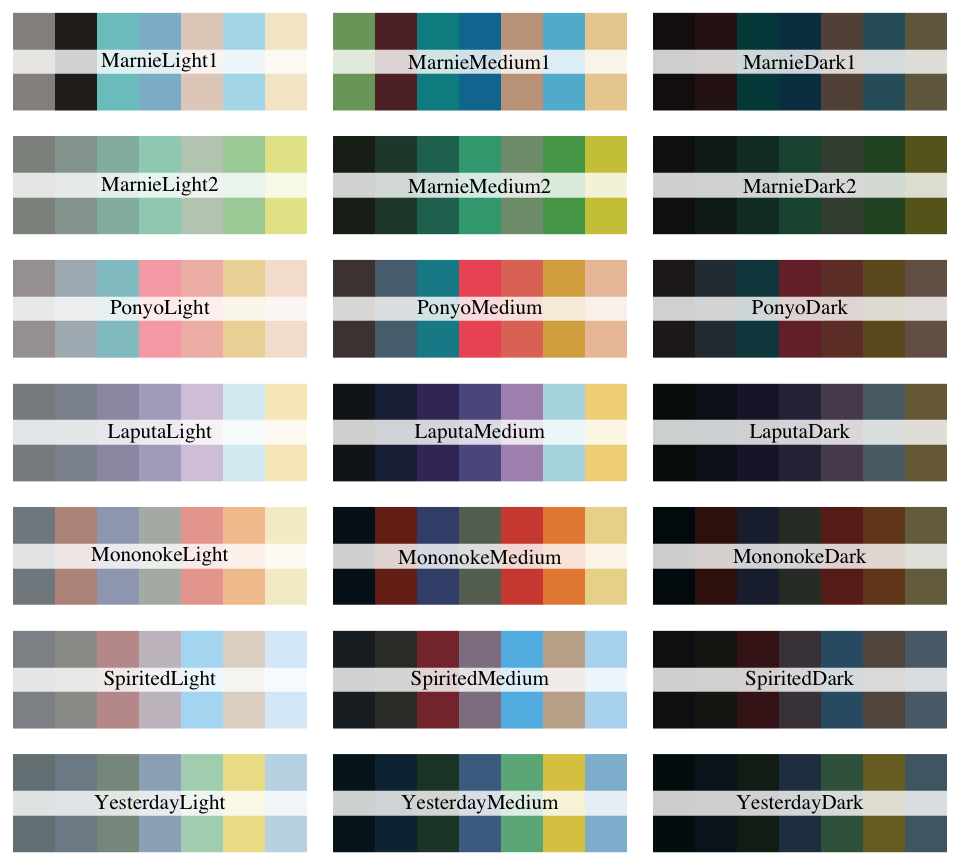 MarnieLight1
MarnieMedium1
MarnieDark1
MarnieLight2
MarnieMedium2
MarnieDark2
PonyoLight
PonyoMedium
PonyoDark
LaputaLight
LaputaMedium
LaputaDark
MononokeLight
MononokeMedium
MononokeDark
SpiritedLight
SpiritedMedium
SpiritedDark
YesterdayLight
YesterdayMedium
YesterdayDark